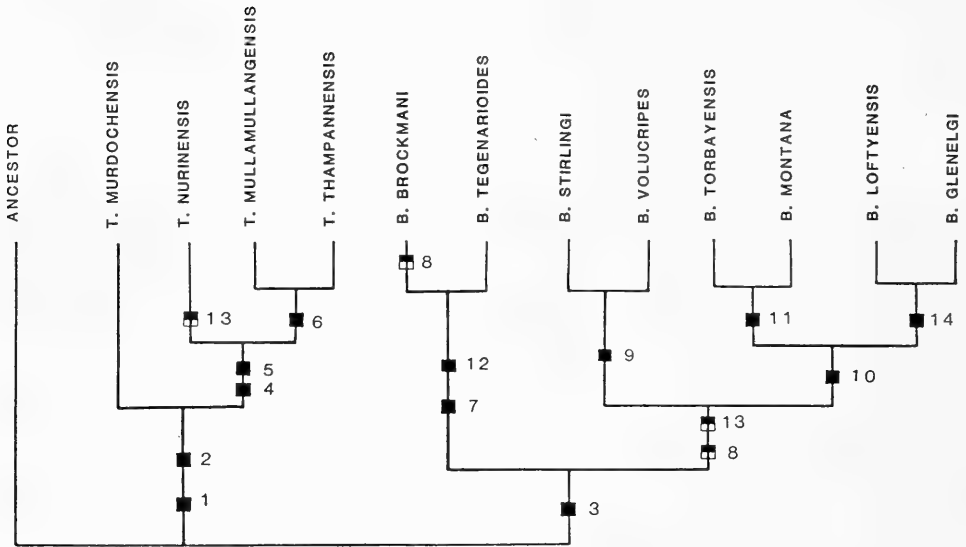 ANCESTOR
T. MURDOCHENSIS
T. NURINENSIS
T. MULLAMULLANGENSIS
T. THAMPANNENSIS
B. BROCKMANI
B. TEGENARIOIDES
B. STIRLINGI
B. VOLUCRIPES
B. TORBAYENSIS
B. MONTANA
B. LOFTYENSIS
B. GLENELGI
8
13
6
11
14
5
12
9
10
4
7
13
2
8
1
3